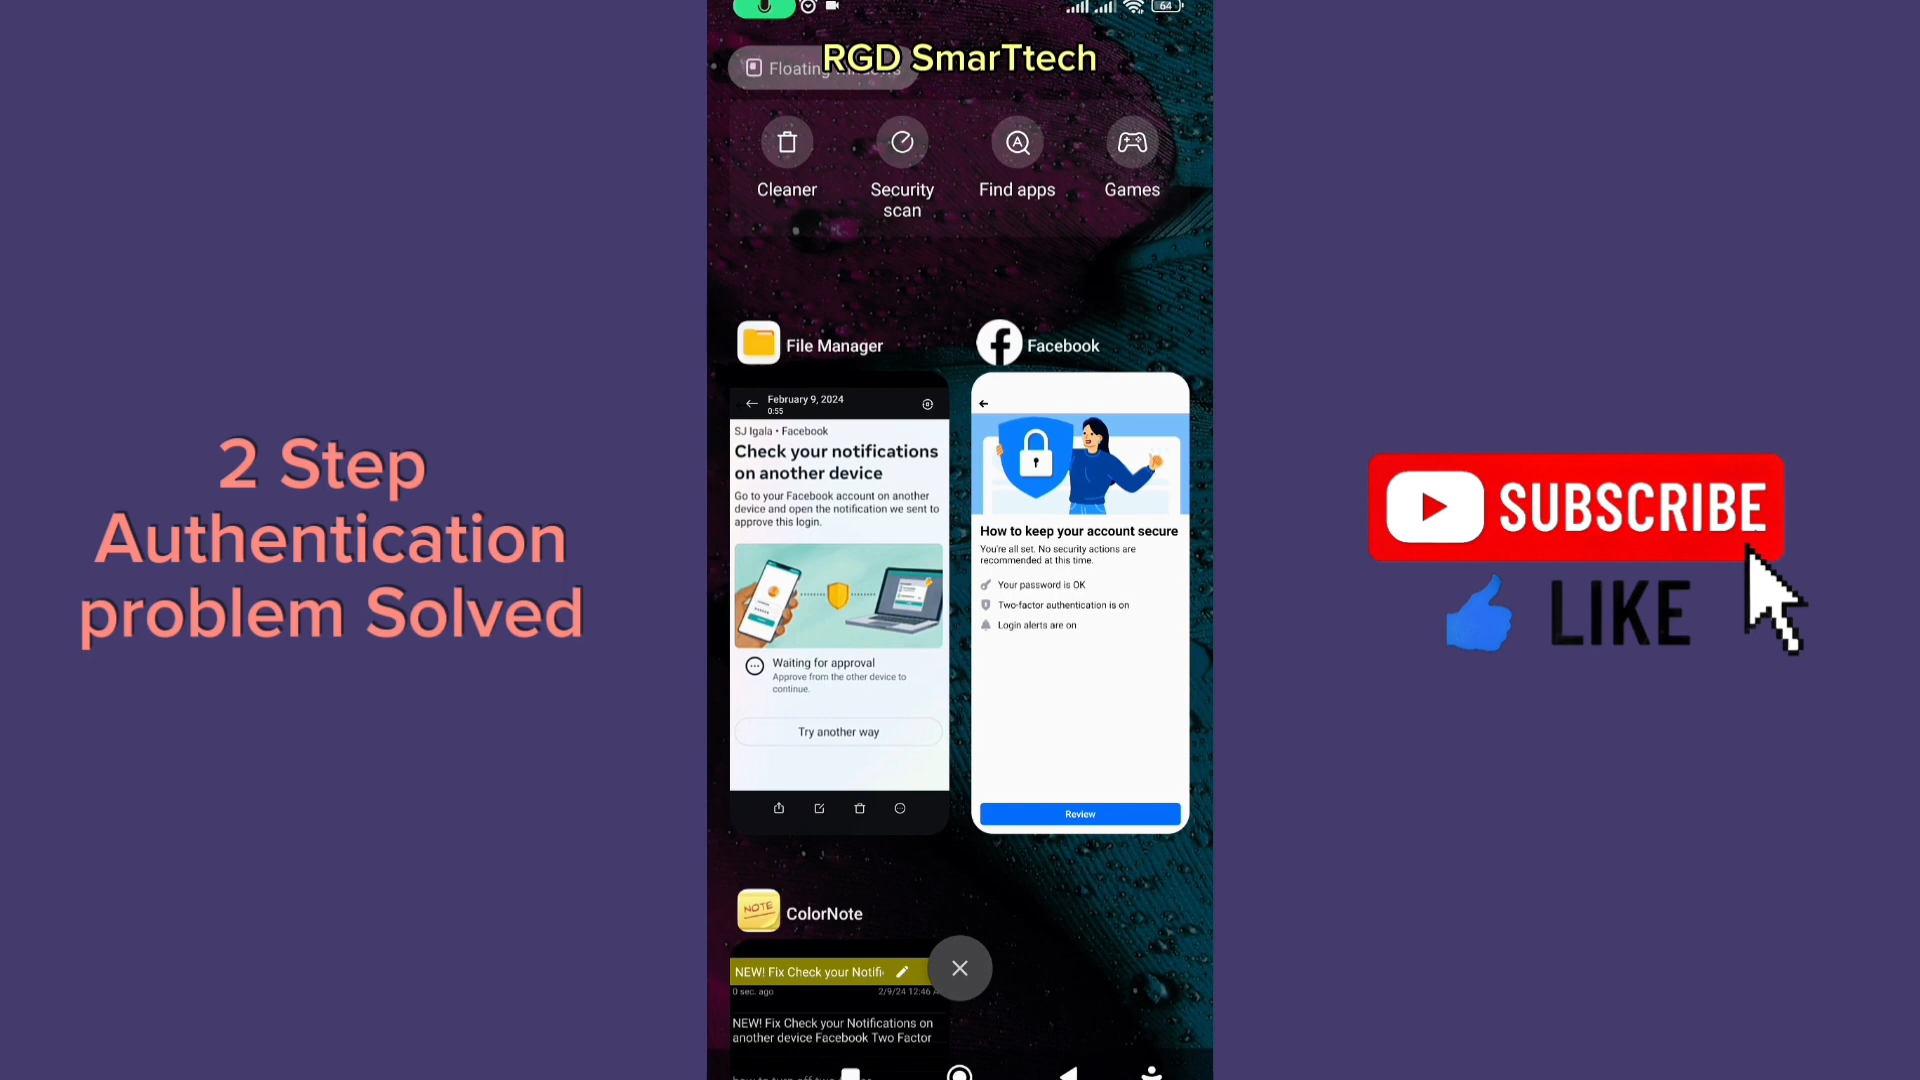 64
RGD SmarTtech
Floating windows
Cleaner
Security
scan
Find apps
Games
File Manager
Facebook
February 9, 2024
0:55
SJ Igala • Facebook
Check your notifications
on another device
Go to your Facebook account on another
device and open the notification we sent to
approve this login.
Waiting for approval
Approve from the other device to
continue.
Try another way
How to keep your account secure
You're all set. No security actions are
recommended at this time.
Your password is OK
Two-factor authentication is on
Login alerts are on
Review
NOTE
ColorNote
NEW! Fix Check your Notifi
0 sec. ago
2/9/24 12:46 A
NEW! Fix Check your Notifications on
another device Facebook Two Factor
2 Step
Authentication
problem Solved
SUBSCRIBE
LIKE